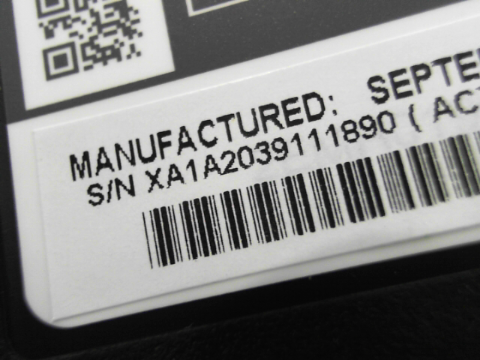 MANUFACTURED: SEPTE
S/N XA1A2039111890 ( AC